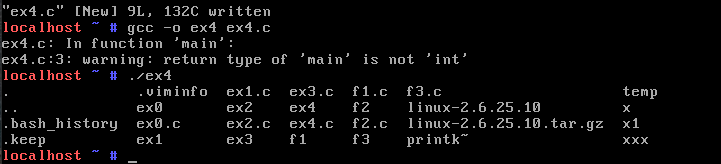 "ex4.c" [New] 9L, 132C written
localhost ~ # gcc -o ex4 ex4.c
ex4.c: In function 'main':
ex4.c:3: warning: return type of 'main' is not 'int'
localhost ~ # ./ex4
. .viminfo ex1.c ex3.c f1.c f3.c temp
.. ex0 ex2 ex4 f2 linux-2.6.25.10 x
.bash_history ex0.c ex2.c ex4.c f2.c linux-2.6.25.10.tar.gz x1
.keep ex1 ex3 f1 f3 printk~ xxx
localhost ~ # _